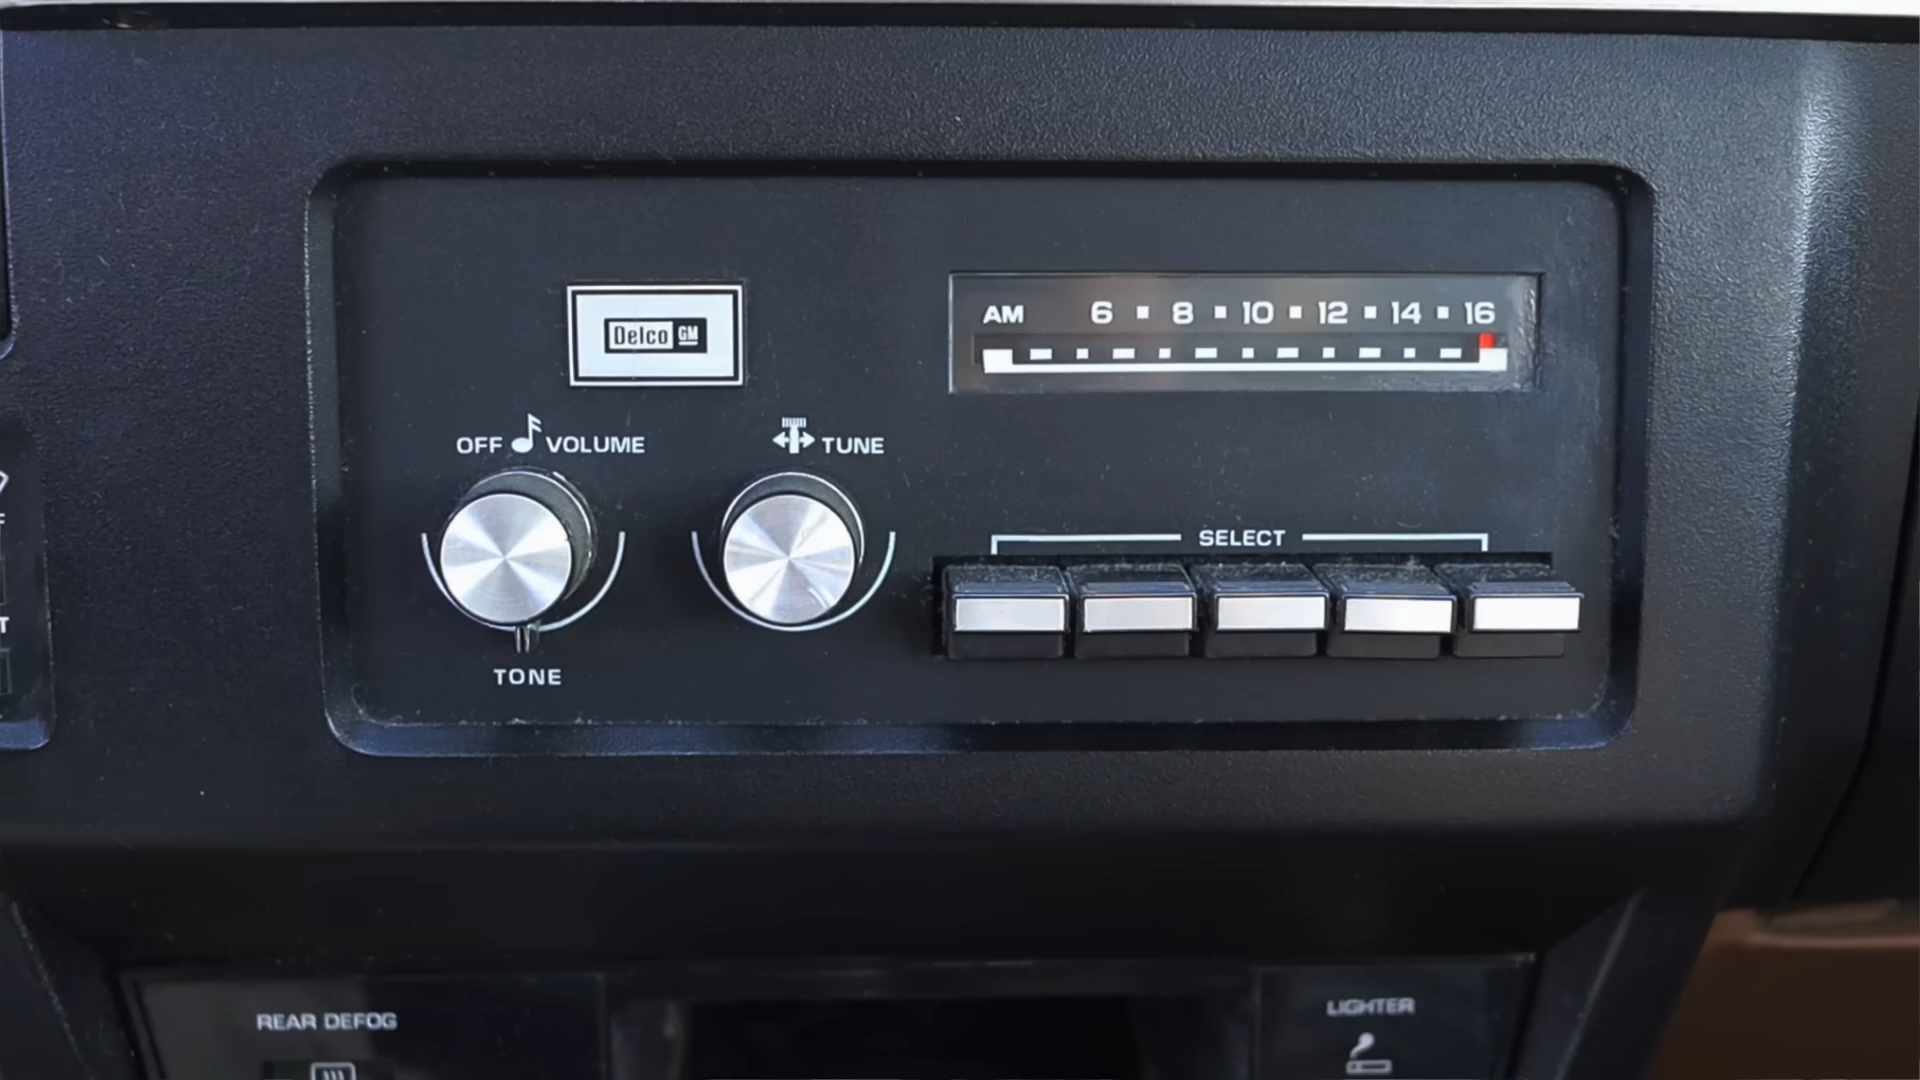 Delco GM
AM 6 8 10 12 14 16
OFF VOLUME
TUNE
SELECT
TONE
REAR DEFOG
LIGHTER